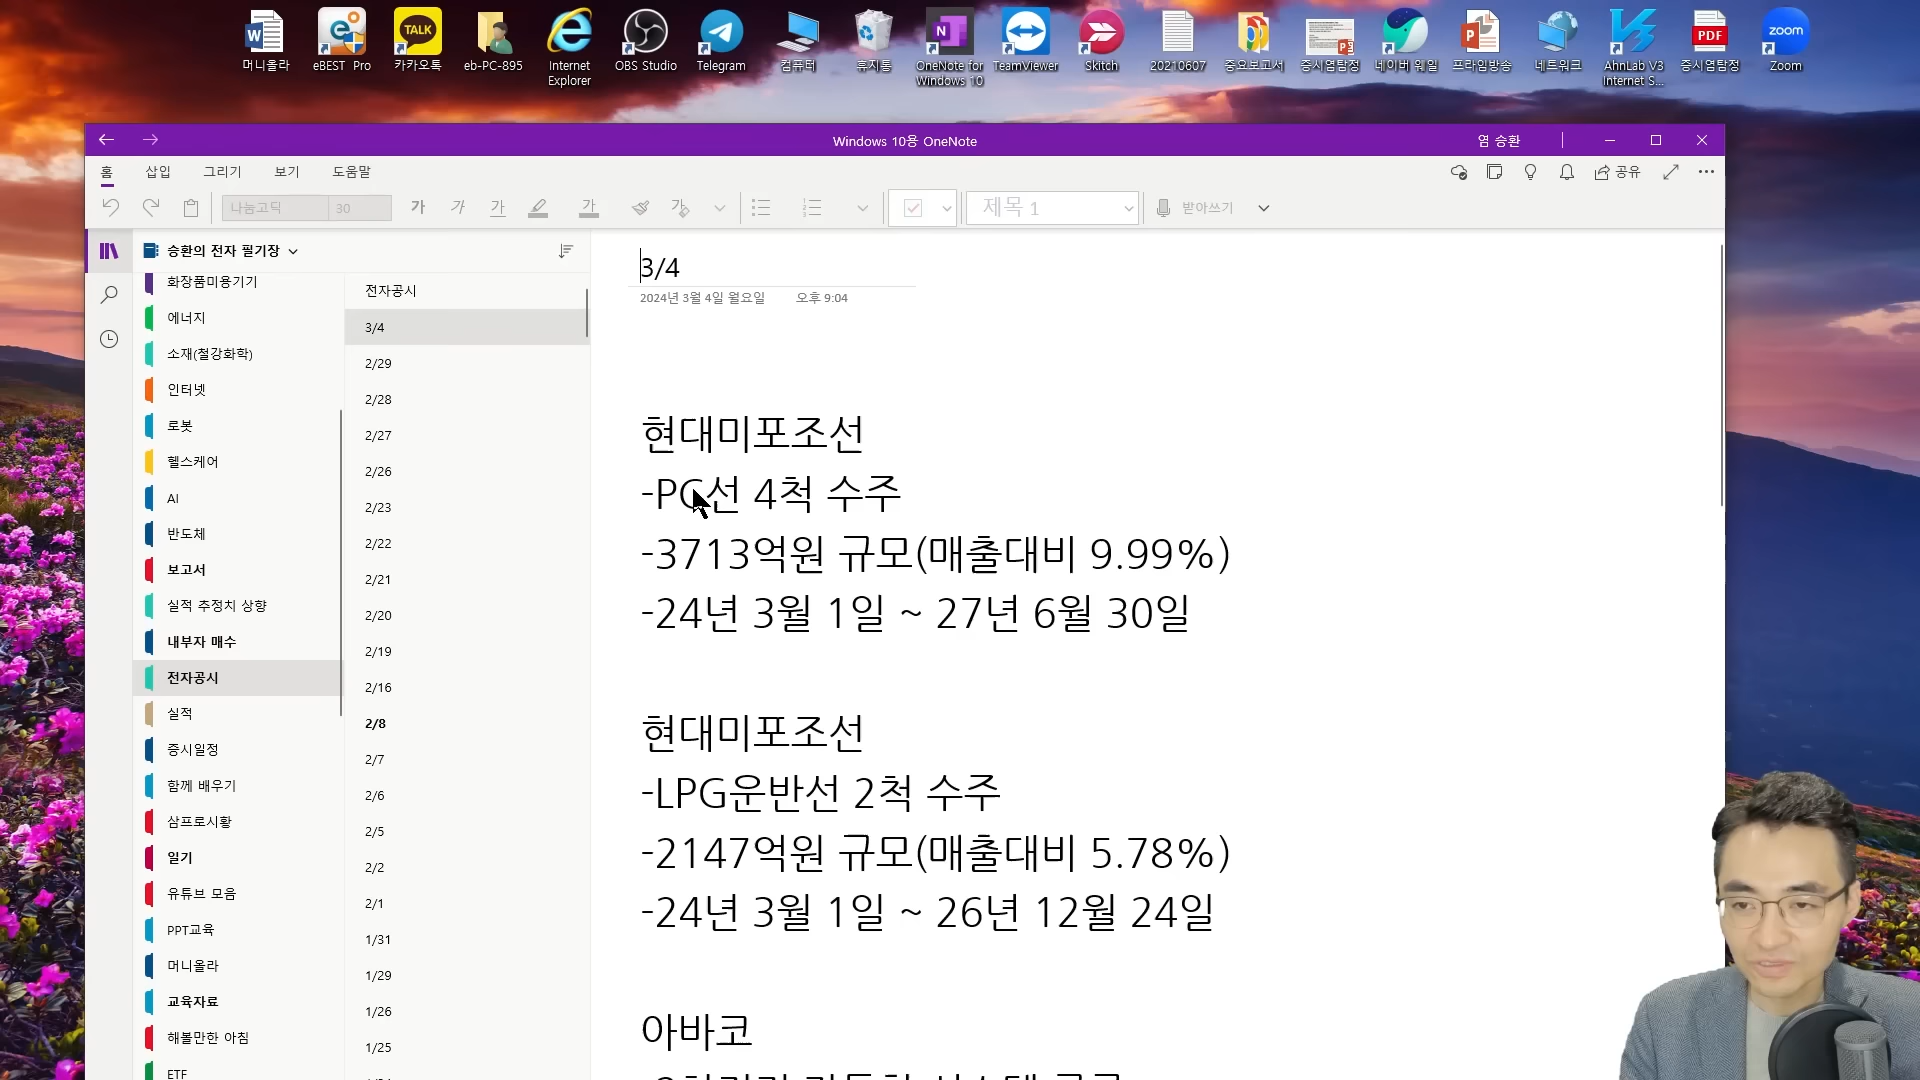 머니올라
eBEST Pro
TALK
카카오톡
eb-PC-895
Internet Explorer
OBS Studio
Telegram
컴퓨터
휴지통
OneNote for Windows 10
TeamViewer
Skitch
20210607
중요보고서
증시염탐정
네이버 웨일
프라임방송
네트워크
AhnLab V3 Internet S...
PDF
증시염탐정
zoom
Zoom
Windows 10용 OneNote
염 승환
홈 삽입 그리기 보기 도움말
공유
나눔고딕 30
가 가 가 가
제목 1
받아쓰기
승환의 전자 필기장
화장품미용기기
에너지
소재(철강화학)
인터넷
로봇
헬스케어
AI
반도체
보고서
실적 추정치 상향
내부자 매수
전자공시
실적
증시일정
함께 배우기
삼프로시황
일기
유튜브 모음
PPT교육
머니올라
교육자료
해볼만한 아침
ETF
전자공시
3/4
2/29
2/28
2/27
2/26
2/23
2/22
2/21
2/20
2/19
2/16
2/8
2/7
2/6
2/5
2/2
2/1
1/31
1/29
1/26
1/25
3/4
2024년 3월 4일 월요일 오후 9:04
현대미포조선
-PC선 4척 수주
-3713억원 규모(매출대비 9.99%)
-24년 3월 1일 ~ 27년 6월 30일
현대미포조선
-LPG운반선 2척 수주
-2147억원 규모(매출대비 5.78%)
-24년 3월 1일 ~ 26년 12월 24일
아바코